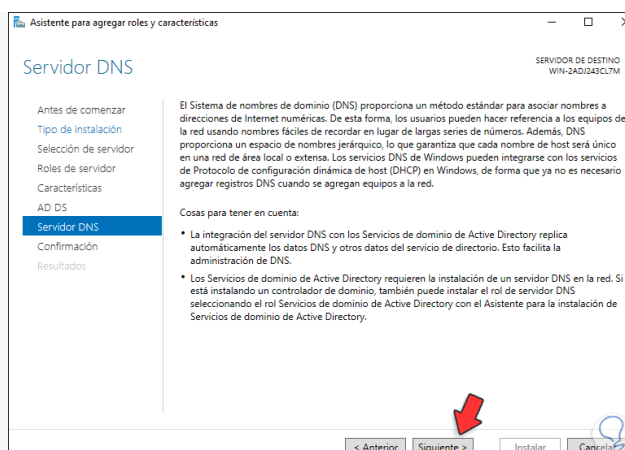 Asistente para agregar roles y características
Servidor DNS
SERVIDOR DE DESTINO
WIN-2ADJ243CL7M
Antes de comenzar
Tipo de instalación
Selección de servidor
Roles de servidor
Características
AD DS
Servidor DNS
Confirmación
Resultados
El Sistema de nombres de dominio (DNS) proporciona un método estándar para asociar nombres a
direcciones de Internet numéricas. De esta forma, los usuarios pueden hacer referencia a los equipos de
la red usando nombres fáciles de recordar en lugar de largas series de números. Además, DNS
proporciona un espacio de nombres jerárquico, lo que garantiza que cada nombre de host será único
en una red de área local o extensa. Los servicios DNS de Windows pueden integrarse con los servicios
de Protocolo de configuración dinámica de host (DHCP) en Windows, de forma que ya no es necesario
agregar registros DNS cuando se agregan equipos a la red.
Cosas para tener en cuenta:
• La integración del servidor DNS con los Servicios de dominio de Active Directory replica
automáticamente los datos DNS y otros datos del servicio de directorio. Esto facilita la
administración de DNS.
• Los Servicios de dominio de Active Directory requieren la instalación de un servidor DNS en la red. Si
está instalando un controlador de dominio, también puede instalar el rol de servidor DNS
seleccionando el rol Servicios de dominio de Active Directory con el Asistente para la instalación de
Servicios de dominio de Active Directory.
< Anterior
Siguiente >
Instalar
Cancelar